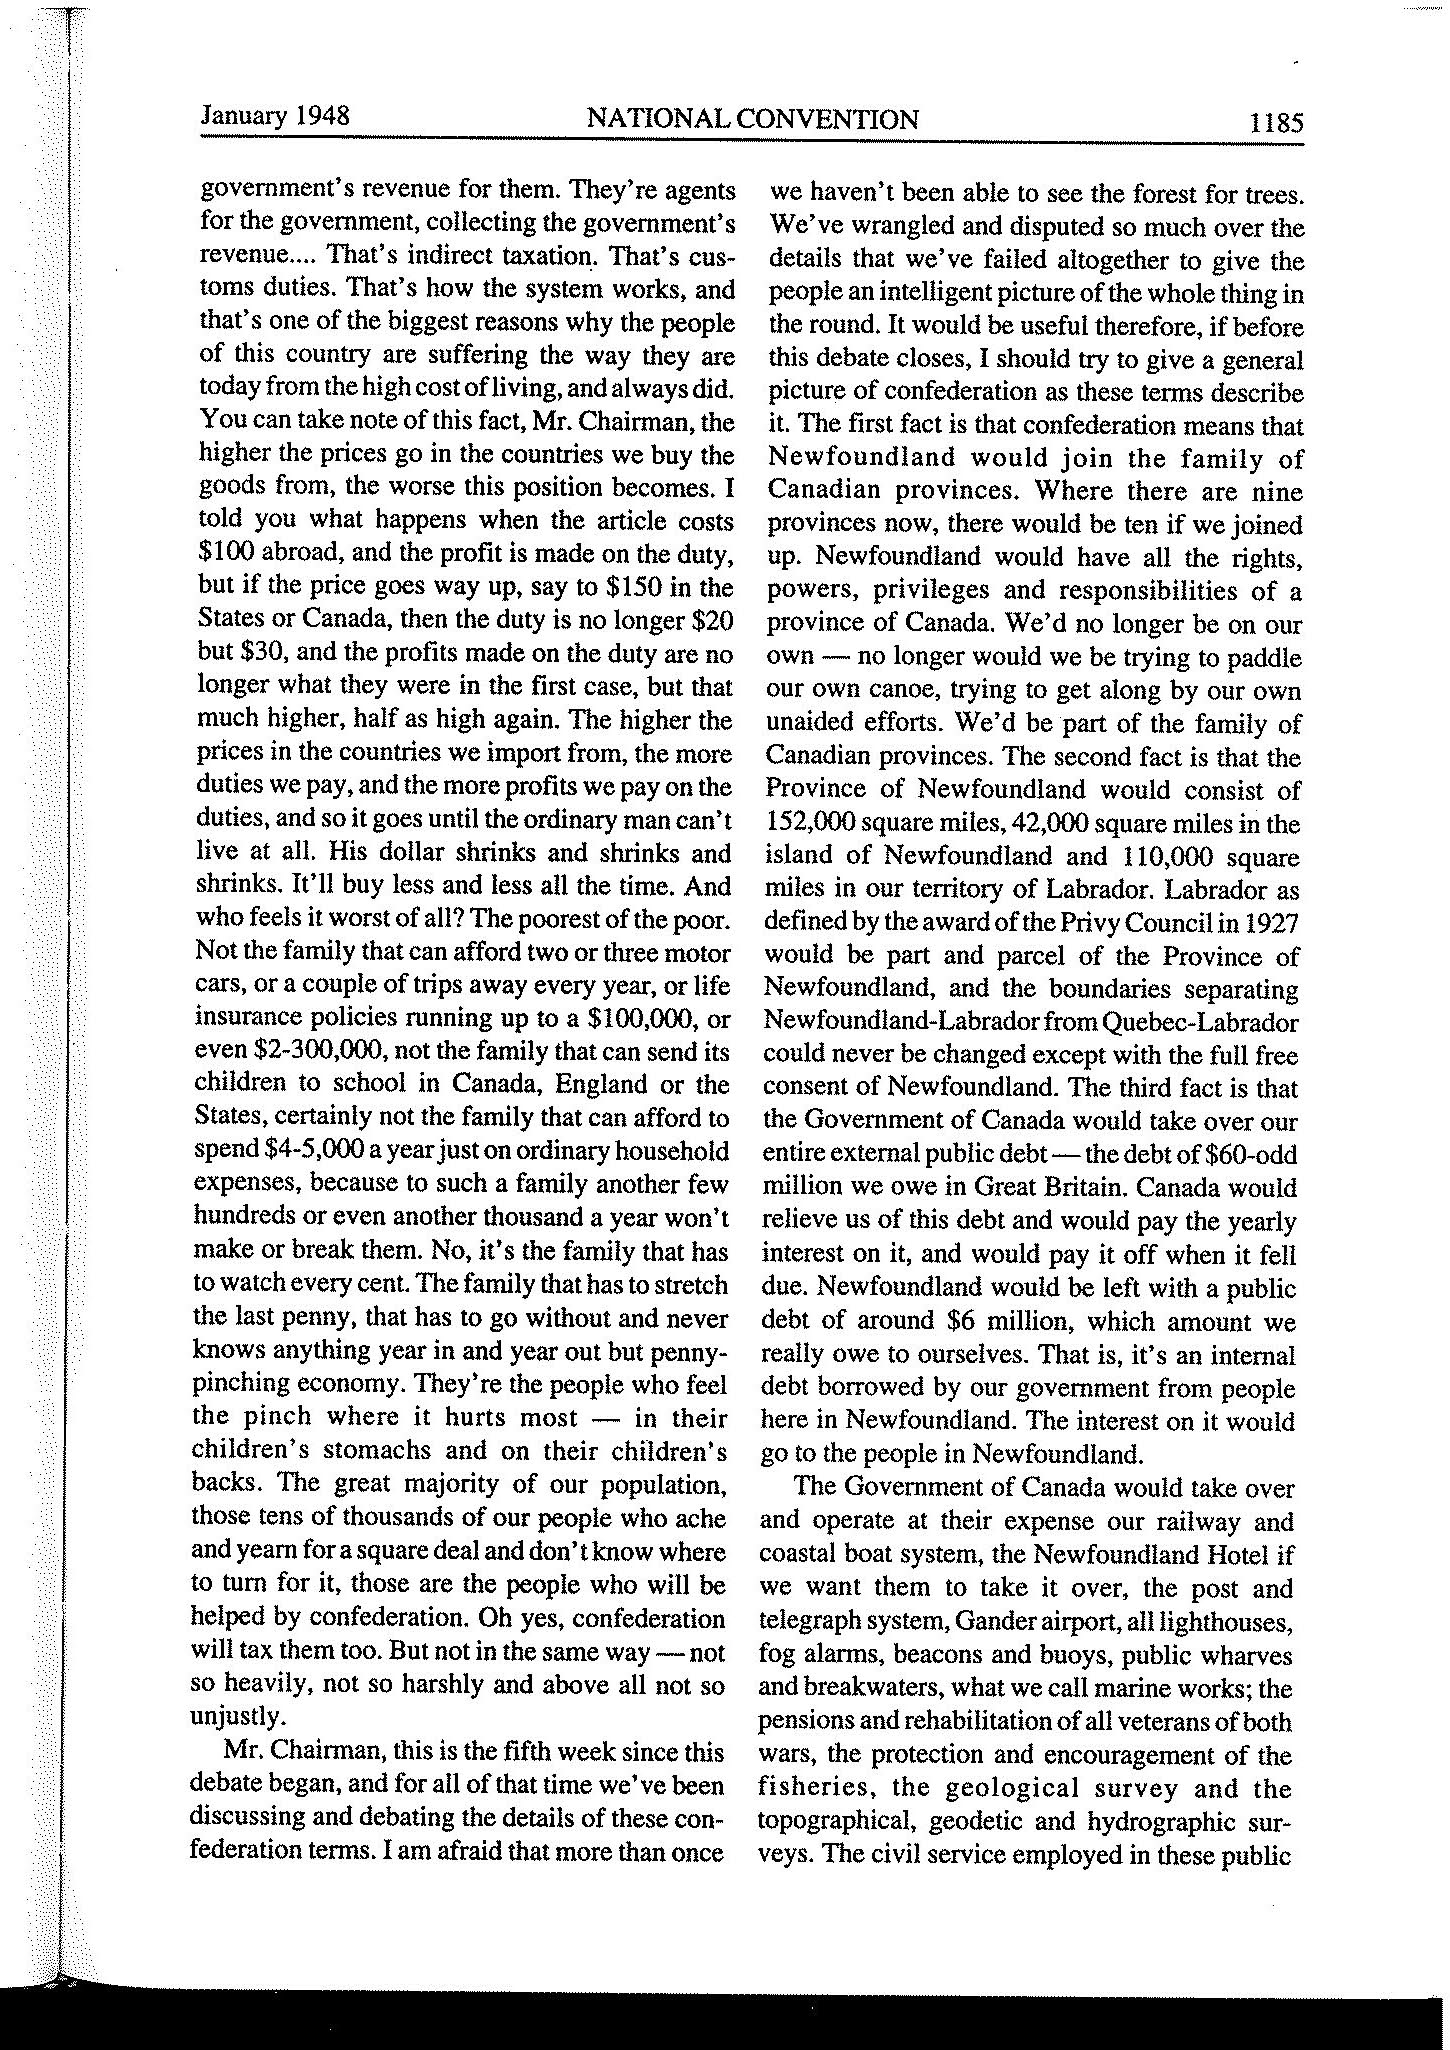 January 1948
NATIONAL CONVENTION
1185
government's revenue for them. They're agents
for the government, collecting the government's
revenue.... That's indirect taxation. That's cus-
toms duties. That's how the system works, and
that's one of the biggest reasons why the people
of this country are suffering the way they are
today from the high cost of living, and always did.
You can take note of this fact, Mr. Chairman, the
higher the prices go in the countries we buy the
goods from, the worse this position becomes. I
told you what happens when the article costs
$100 abroad, and the profit is made on the duty,
but if the price goes way up, say to $150 in the
States or Canada, then the duty is no longer $20
but $30, and the profits made on the duty are no
longer what they were in the first case, but that
much higher, half as high again. The higher the
prices in the countries we import from, the more
duties we pay, and the more profits we pay on the
duties, and so it goes until the ordinary man can't
live at all. His dollar shrinks and shrinks and
shrinks. It'll buy less and less all the time. And
who feels it worst of all? The poorest of the poor.
Not the family that can afford two or three motor
cars, or a couple of trips away every year, or life
insurance policies running up to a $100,000, or
even $2-300,000, not the family that can send its
children to school in Canada, England or the
States, certainly not the family that can afford to
spend $4-5,000 a year just on ordinary household
expenses, because to such a family another few
hundreds or even another thousand a year won't
make or break them. No, it's the family that has
to watch every cent. The family that has to stretch
the last penny, that has to go without and never
knows anything year in and year out but penny-
pinching economy. They're the people who feel
the pinch where it hurts most — in their
children's stomachs and on their children's
backs. The great majority of our population,
those tens of thousands of our people who ache
and yearn for a square deal and don't know where
to turn for it, those are the people who will be
helped by confederation. Oh yes, confederation
will tax them too. But not in the same way — not
so heavily, not so harshly and above all not so
unjustly.
Mr. Chairman, this is the fifth week since this
debate began, and for all of that time we've been
discussing and debating the details of these con-
federation terms. I am afraid that more than once
we haven't been able to see the forest for trees.
We've wrangled and disputed so much over the
details that we've failed altogether to give the
people an intelligent picture of the whole thing in
the round. It would be useful therefore, if before
this debate closes, I should try to give a general
picture of confederation as these terms describe
it. The first fact is that confederation means that
Newfoundland would join the family of
Canadian provinces. Where there are nine
provinces now, there would be ten if we joined
up. Newfoundland would have all the rights,
powers, privileges and responsibilities of a
province of Canada. We'd no longer be on our
own — no longer would we be trying to paddle
our own canoe, trying to get along by our own
unaided efforts. We'd be part of the family of
Canadian provinces. The second fact is that the
Province of Newfoundland would consist of
152,000 square miles, 42,000 square miles in the
island of Newfoundland and 110,000 square
miles in our territory of Labrador. Labrador as
defined by the award of the Privy Council in 1927
would be part and parcel of the Province of
Newfoundland, and the boundaries separating
Newfoundland-Labrador from Quebec-Labrador
could never be changed except with the full free
consent of Newfoundland. The third fact is that
the Government of Canada would take over our
entire external public debt — the debt of $60-odd
million we owe in Great Britain. Canada would
relieve us of this debt and would pay the yearly
interest on it, and would pay it off when it fell
due. Newfoundland would be left with a public
debt of around $6 million, which amount we
really owe to ourselves. That is, it's an internal
debt borrowed by our government from people
here in Newfoundland. The interest on it would
go to the people in Newfoundland.
The Government of Canada would take over
and operate at their expense our railway and
coastal boat system, the Newfoundland Hotel if
we want them to take it over, the post and
telegraph system, Gander airport, all lighthouses,
fog alarms, beacons and buoys, public wharves
and breakwaters, what we call marine works; the
pensions and rehabilitation of all veterans of both
wars, the protection and encouragement of the
fisheries, the geological survey and the
topographical, geodetic and hydrographic sur-
veys. The civil service employed in these public